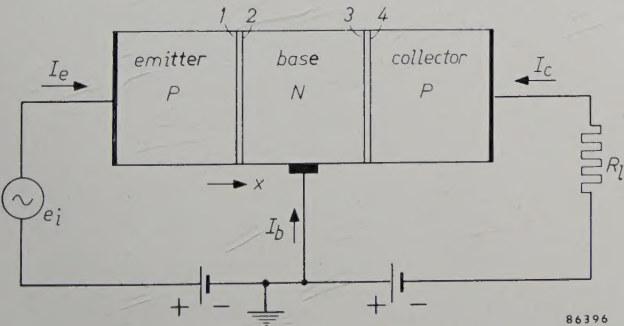 1 2 3 4
I_e emitter base collector I_c
P N P
x
e_i I_b R_l
+ - + -
86396